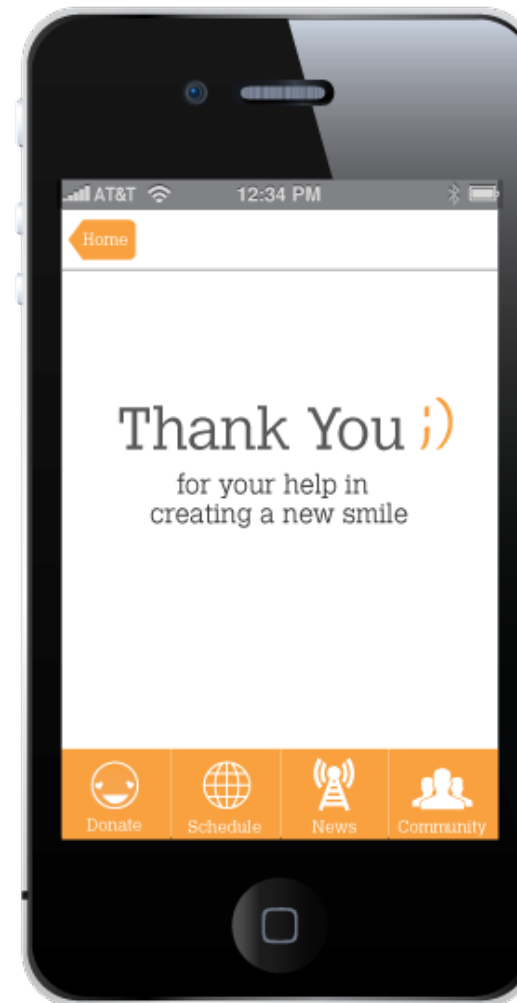 AT&T 12:34 PM
Home
Thank You ;)
for your help in
creating a new smile
Donate Schedule News Community